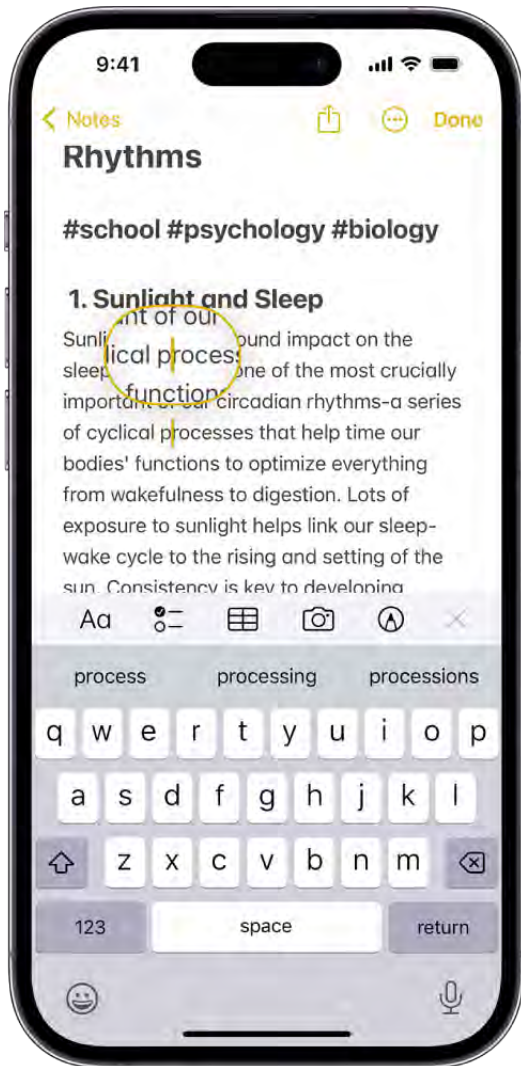 9:41
Notes
Done
Rhythms
#school #psychology #biology
1. Sunlight and Sleep
of our
lical process
function
ound impact on the
sleep one of the most crucially
important circadian rhythms-a series
of cyclical processes that help time our
bodies' functions to optimize everything
from wakefulness to digestion. Lots of
exposure to sunlight helps link our sleep-
wake cycle to the rising and setting of the
sun. Consistency is key to developing
Aa
process processing processions
q w e r t y u i o p
a s d f g h j k l
z x c v b n m
123 space return